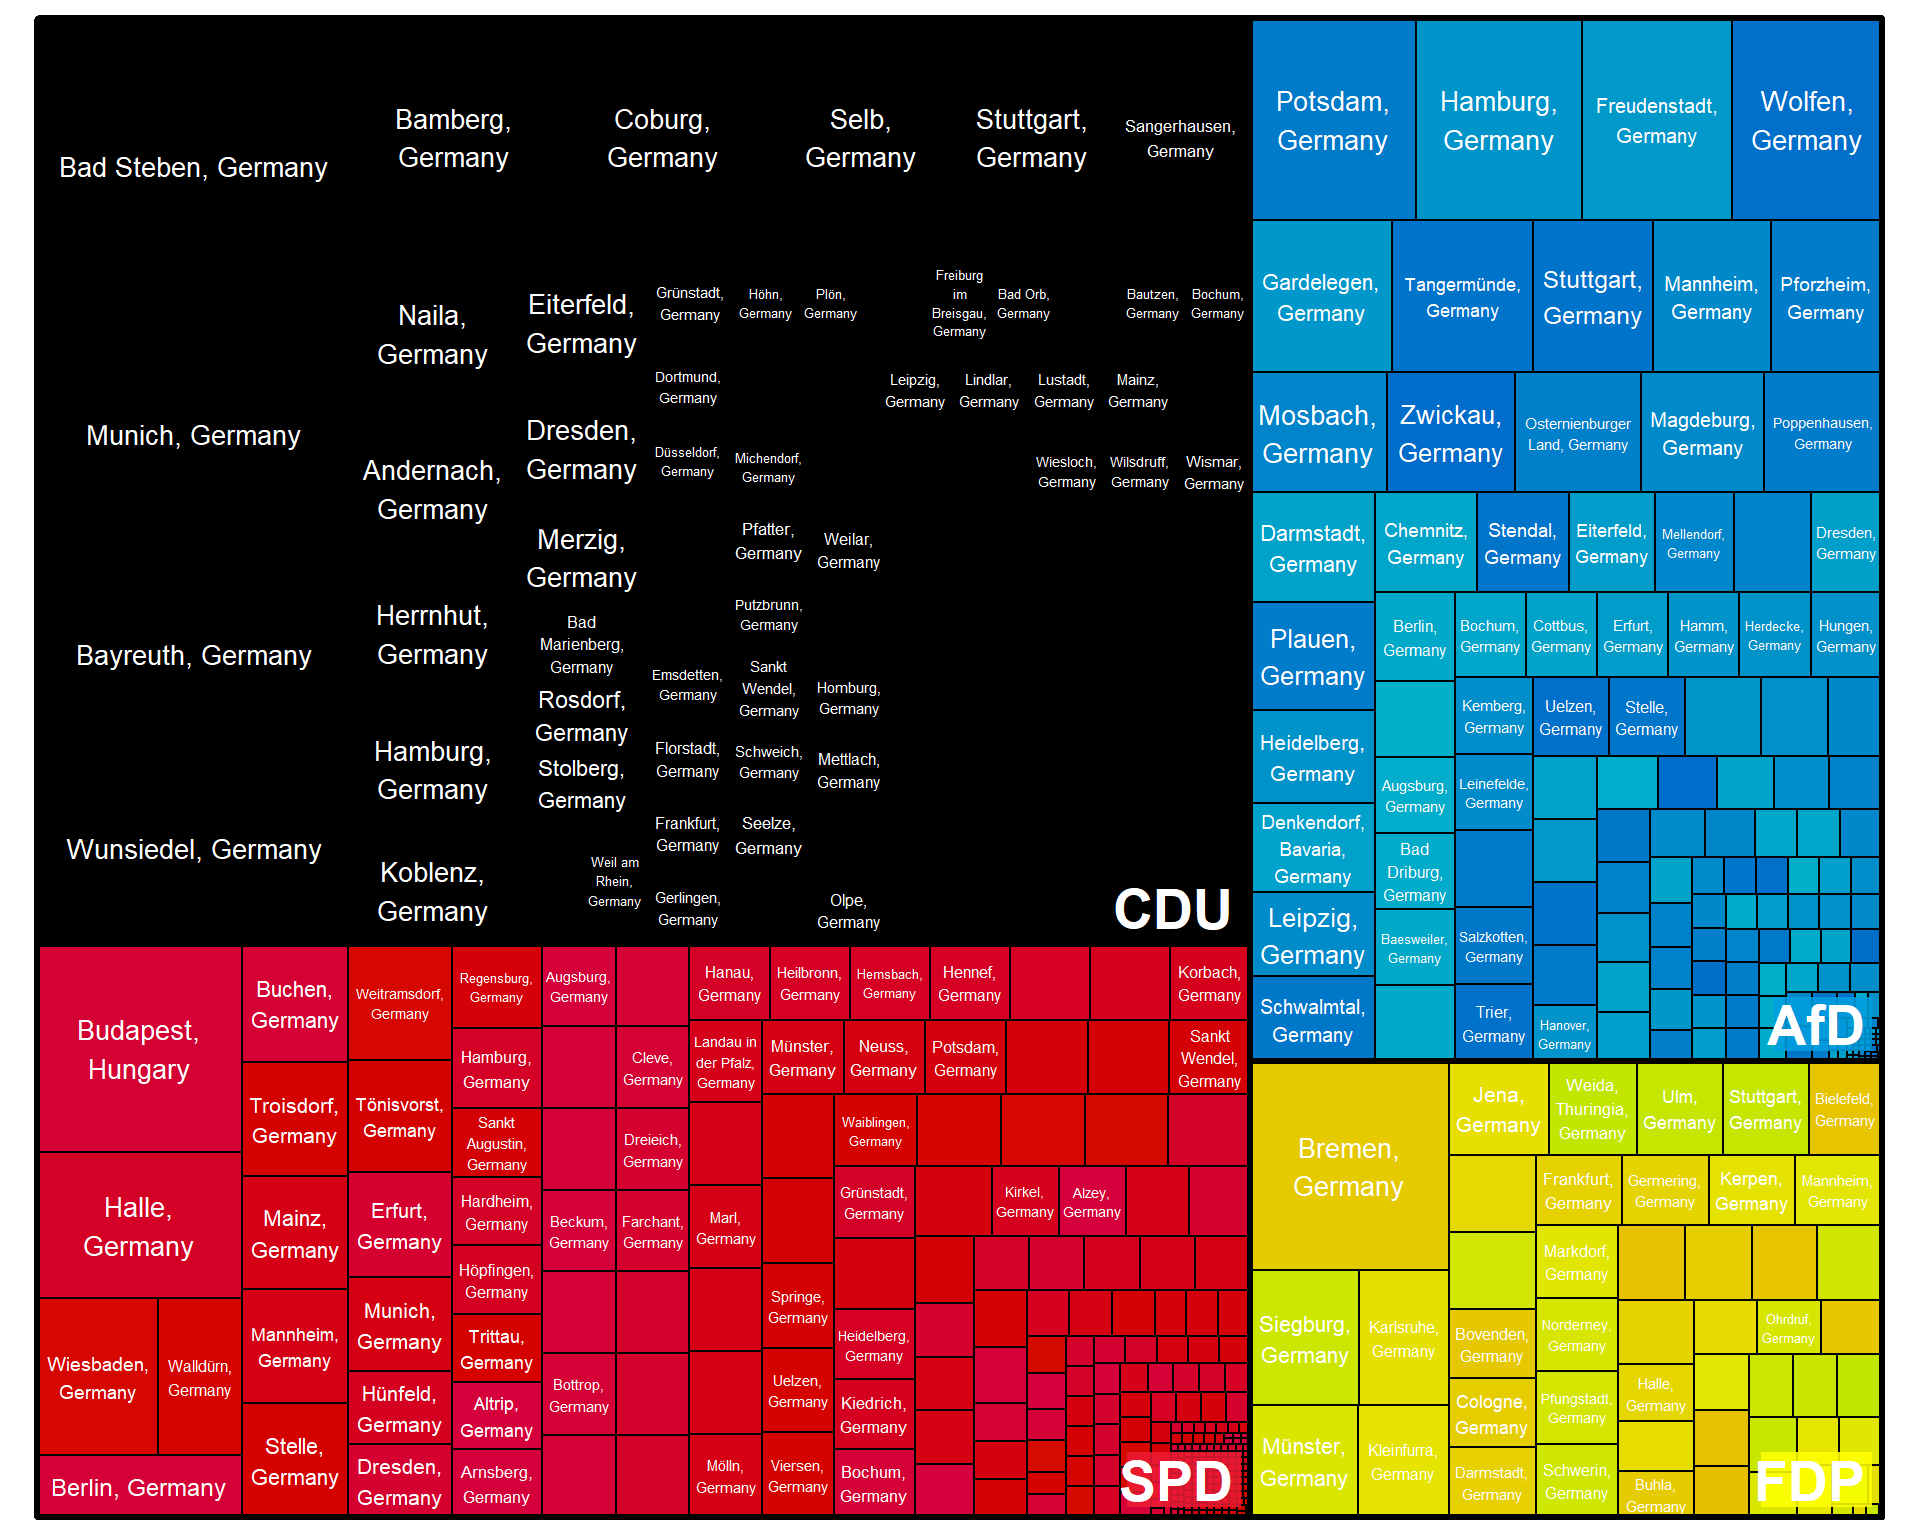 Bad Steben, Germany
Munich, Germany
Bayreuth, Germany
Wunsiedel, Germany
Bamberg,
Germany
Coburg,
Germany
Selb,
Germany
Stuttgart,
Germany
Sangerhausen,
Germany
Naila,
Germany
Andernach,
Germany
Herrnhut,
Germany
Hamburg,
Germany
Koblenz,
Germany
Eiterfeld,
Germany
Dresden,
Germany
Merzig,
Germany
Bad
Marienberg,
Germany
Rosdorf,
Germany
Stolberg,
Germany
Weil am
Rhein,
Germany
Grünstadt,
Germany
Höhn,
Germany
Plön,
Germany
Freiburg
im
Breisgau,
Germany
Bad Orb,
Germany
Bautzen,
Germany
Bochum,
Germany
Dortmund,
Germany
Leipzig,
Germany
Lindlar,
Germany
Lustadt,
Germany
Mainz,
Germany
Düsseldorf,
Germany
Michendorf,
Germany
Wiesloch,
Germany
Wilsdruff,
Germany
Wismar,
Germany
Pfatter,
Germany
Weilar,
Germany
Putzbrunn,
Germany
Emsdetten,
Germany
Sankt
Wendel,
Germany
Homburg,
Germany
Florstadt,
Germany
Schweich,
Germany
Mettlach,
Germany
Frankfurt,
Germany
Seelze,
Germany
Gerlingen,
Germany
Olpe,
Germany
CDU
Potsdam,
Germany
Hamburg,
Germany
Freudenstadt,
Germany
Wolfen,
Germany
Gardelegen,
Germany
Tangermünde,
Germany
Stuttgart,
Germany
Mannheim,
Germany
Pforzheim,
Germany
Mosbach,
Germany
Zwickau,
Germany
Osternienburger
Land, Germany
Magdeburg,
Germany
Poppenhausen,
Germany
Darmstadt,
Germany
Chemnitz,
Germany
Stendal,
Germany
Eiterfeld,
Germany
Mellendorf,
Germany
Dresden,
Germany
Plauen,
Germany
Berlin,
Germany
Bochum,
Germany
Cottbus,
Germany
Erfurt,
Germany
Hamm,
Germany
Herdecke,
Germany
Hungen,
Germany
Heidelberg,
Germany
Kemberg,
Germany
Uelzen,
Germany
Stelle,
Germany
Denkendorf,
Bavaria,
Germany
Augsburg,
Germany
Leinefelde,
Germany
Bad
Driburg,
Germany
Leipzig,
Germany
Baesweiler,
Germany
Salzkotten,
Germany
Schwalmtal,
Germany
Trier,
Germany
Hanover,
Germany
AfD
Budapest,
Hungary
Halle,
Germany
Wiesbaden,
Germany
Walldürn,
Germany
Berlin, Germany
Buchen,
Germany
Troisdorf,
Germany
Mainz,
Germany
Mannheim,
Germany
Stelle,
Germany
Weitramsdorf,
Germany
Tönisvorst,
Germany
Erfurt,
Germany
Munich,
Germany
Hünfeld,
Germany
Dresden,
Germany
Regensburg,
Germany
Hamburg,
Germany
Sankt
Augustin,
Germany
Hardheim,
Germany
Höpfingen,
Germany
Trittau,
Germany
Altrip,
Germany
Arnsberg,
Germany
Augsburg,
Germany
Beckum,
Germany
Bottrop,
Germany
Cleve,
Germany
Dreieich,
Germany
Farchant,
Germany
Hanau,
Germany
Heilbronn,
Germany
Hemsbach,
Germany
Hennef,
Germany
Korbach,
Germany
Landau in
der Pfalz,
Germany
Münster,
Germany
Neuss,
Germany
Potsdam,
Germany
Sankt
Wendel,
Germany
Marl,
Germany
Mölln,
Germany
Waiblingen,
Germany
Grünstadt,
Germany
Kirkel,
Germany
Alzey,
Germany
Springe,
Germany
Uelzen,
Germany
Viersen,
Germany
Heidelberg,
Germany
Kiedrich,
Germany
Bochum,
Germany
SPD
Bremen,
Germany
Siegburg,
Germany
Karlsruhe,
Germany
Münster,
Germany
Kleinfurra,
Germany
Jena,
Germany
Weida,
Thuringia,
Germany
Ulm,
Germany
Stuttgart,
Germany
Bielefeld,
Germany
Frankfurt,
Germany
Germering,
Germany
Kerpen,
Germany
Mannheim,
Germany
Bovenden,
Germany
Cologne,
Germany
Darmstadt,
Germany
Markdorf,
Germany
Norderney,
Germany
Pfungstadt,
Germany
Schwerin,
Germany
Ohrdruf,
Germany
Halle,
Germany
Buhla,
Germany
FDP